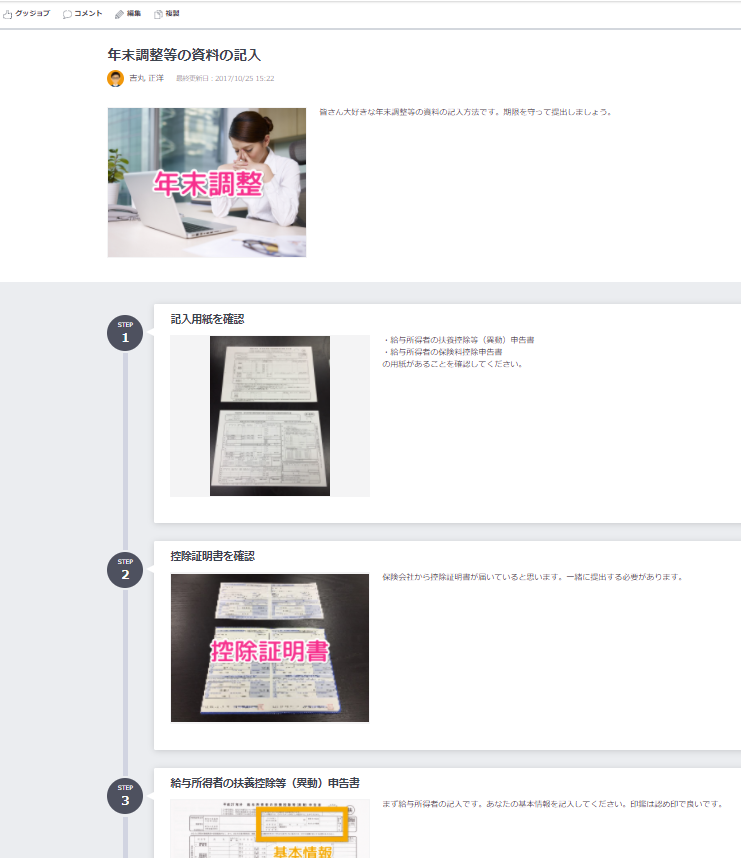 グッジョブ コメント 編集 複製
年末調整等の資料の記入
吉丸 正洋 最終更新日：2017/10/25 15:22
皆さん大好きな年末調整等の資料の記入方法です。期限を守って提出しましょう。
年末調整
STEP
1
記入用紙を確認
・給与所得者の扶養控除等（異動）申告書
・給与所得者の保険料控除申告書
の用紙があることを確認してください。
STEP
2
控除証明書を確認
保険会社から控除証明書が届いていると思います。一緒に提出する必要があります。
控除証明書
STEP
3
給与所得者の扶養控除等（異動）申告書
まず給与所得者の記入です。あなたの基本情報を記入してください。印鑑は認め印で良いです。
基本情報